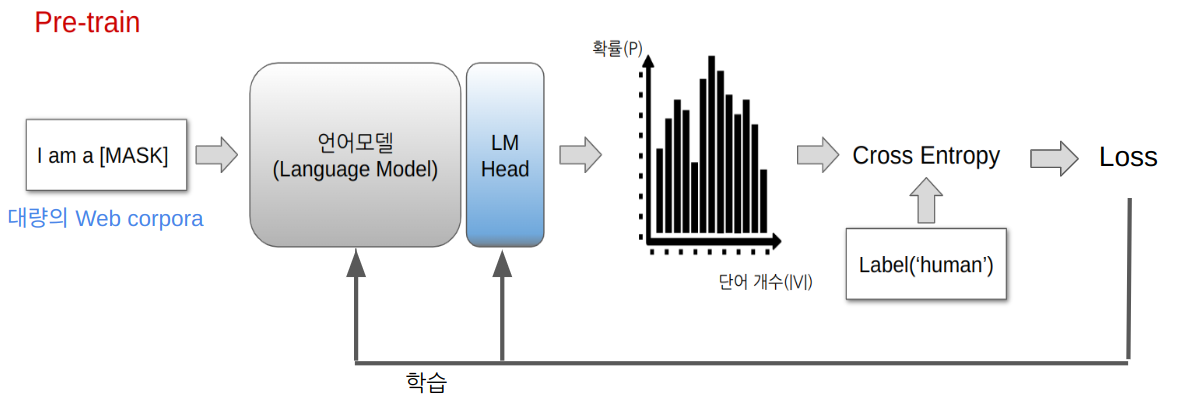 Pre-train
I am a [MASK]
대량의 Web corpora
언어모델
(Language Model)
LM
Head
확률(P)
단어 개수(|V|)
Cross Entropy
Label(‘human’)
Loss
학습